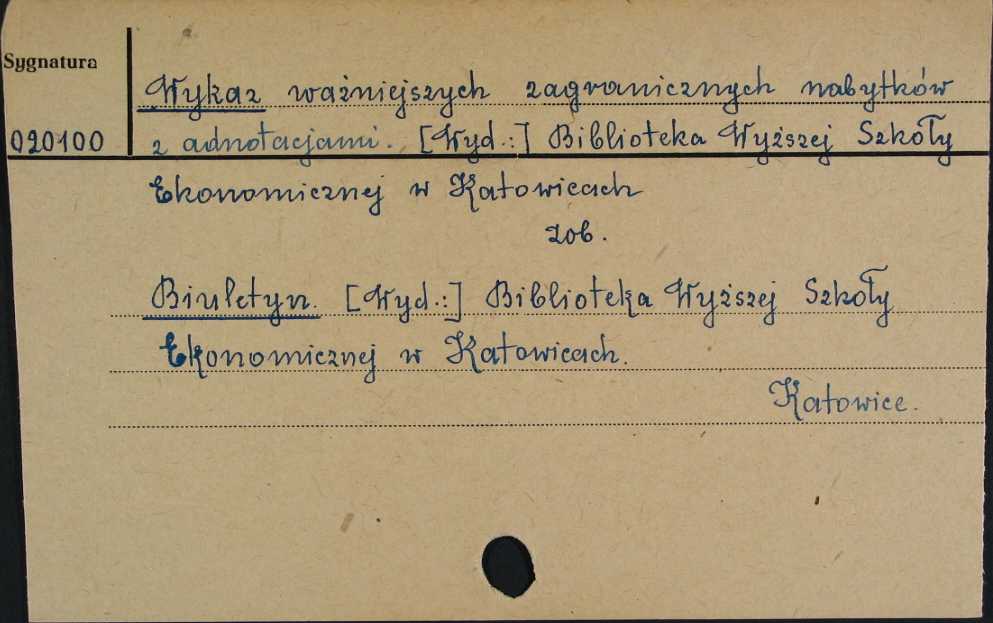 Sygnatura
Wykaz ważniejszych zagranicznych nabytków
020100
z adnotacjami. [Wyd.:] Biblioteka Wyższej Szkoły
Ekonomicznej w Katowicach
zob.
Biuletyn. [Wyd.:] Biblioteka Wyższej Szkoły
Ekonomicznej w Katowicach.
Katowice.